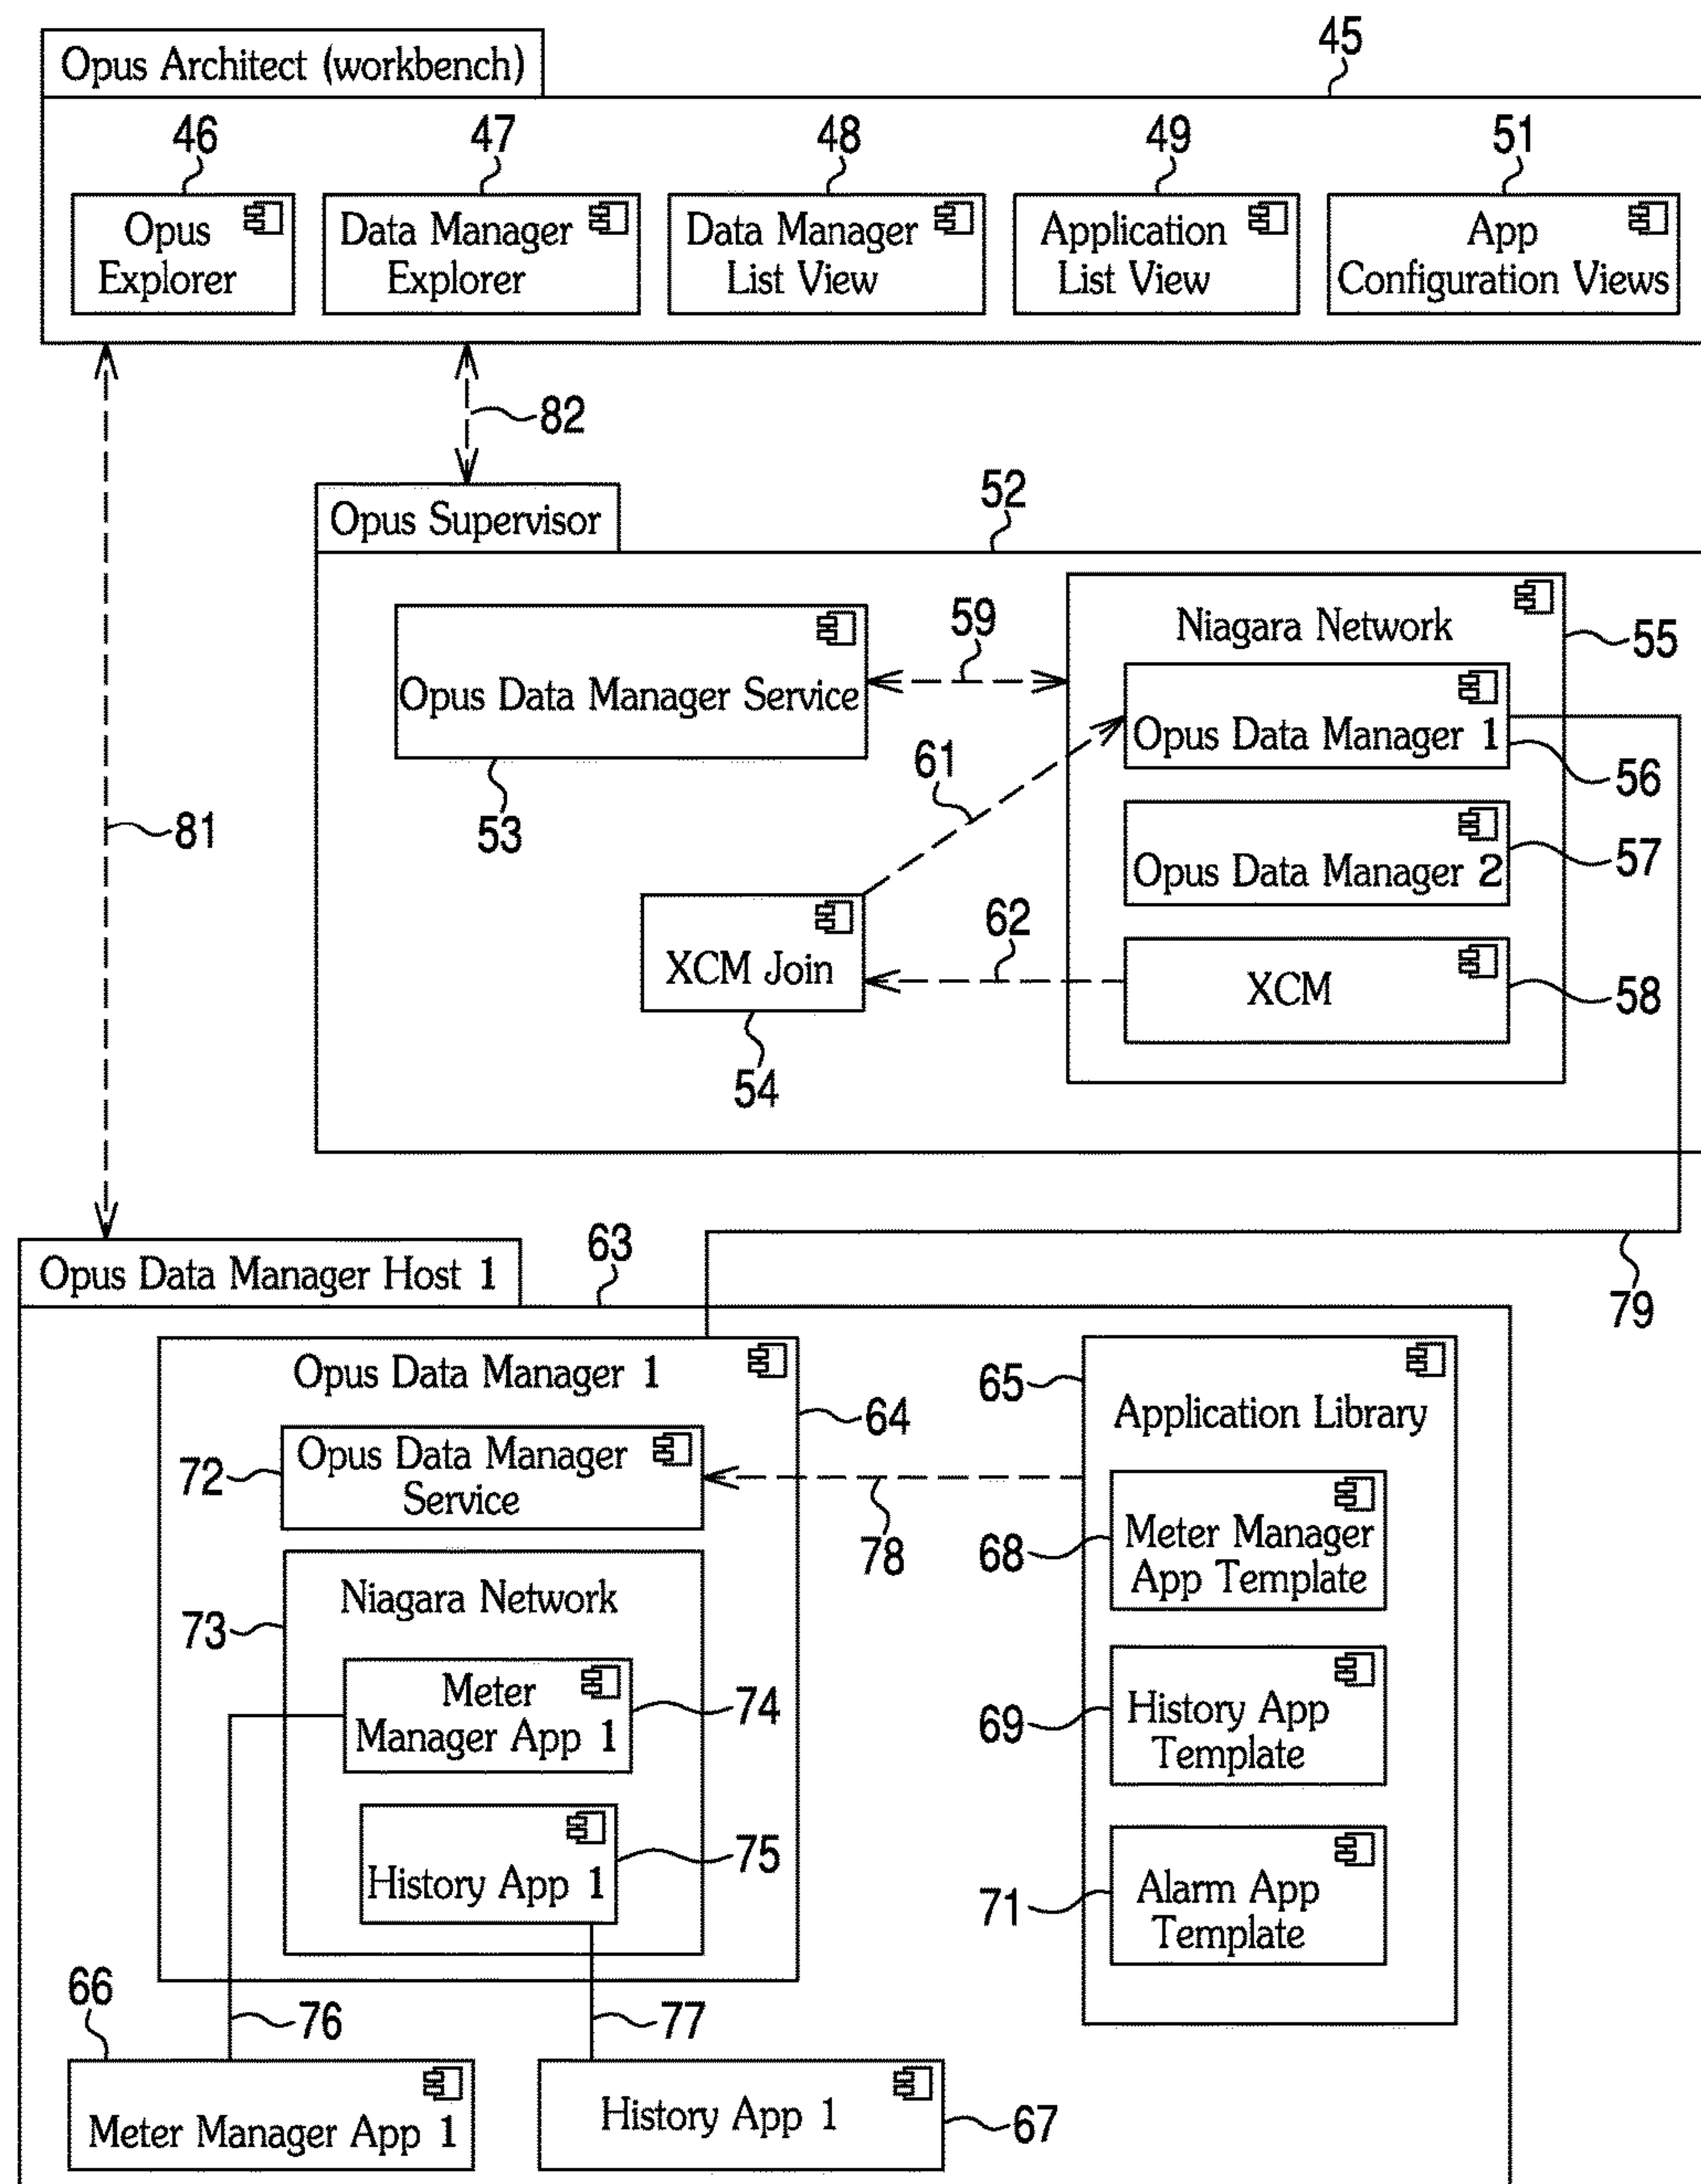 45
Opus Architect (workbench)
46
47
48
49
51
Opus
Explorer
Data Manager
Explorer
Data Manager
List View
Application
List View
App
Configuration Views
82
81
52
Opus Supervisor
Niagara Network
55
59
Opus Data Manager Service
53
Opus Data Manager 1
56
61
Opus Data Manager 2
57
62
XCM Join
54
XCM
58
79
63
Opus Data Manager Host 1
Opus Data Manager 1
64
72
Opus Data Manager
Service
78
73
Niagara Network
Meter
Manager App 1
74
History App 1
75
65
Application Library
68
Meter Manager
App Template
69
History App
Template
71
Alarm App
Template
66
76
77
Meter Manager App 1
History App 1
67